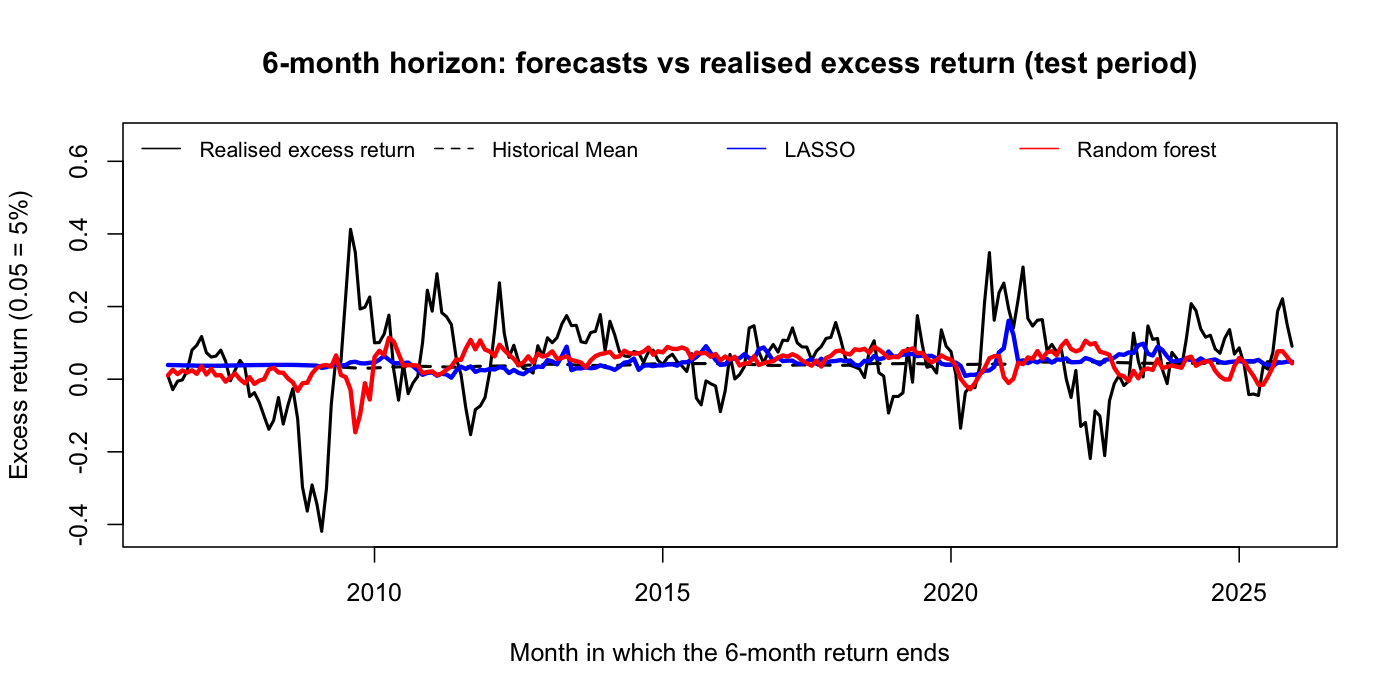 6-month horizon: forecasts vs realised excess return (test period)
Realised excess return Historical Mean LASSO Random forest
Excess return (0.05 = 5%)
0.6
0.4
0.2
0.0
-0.2
-0.4
2010 2015 2020 2025
Month in which the 6-month return ends